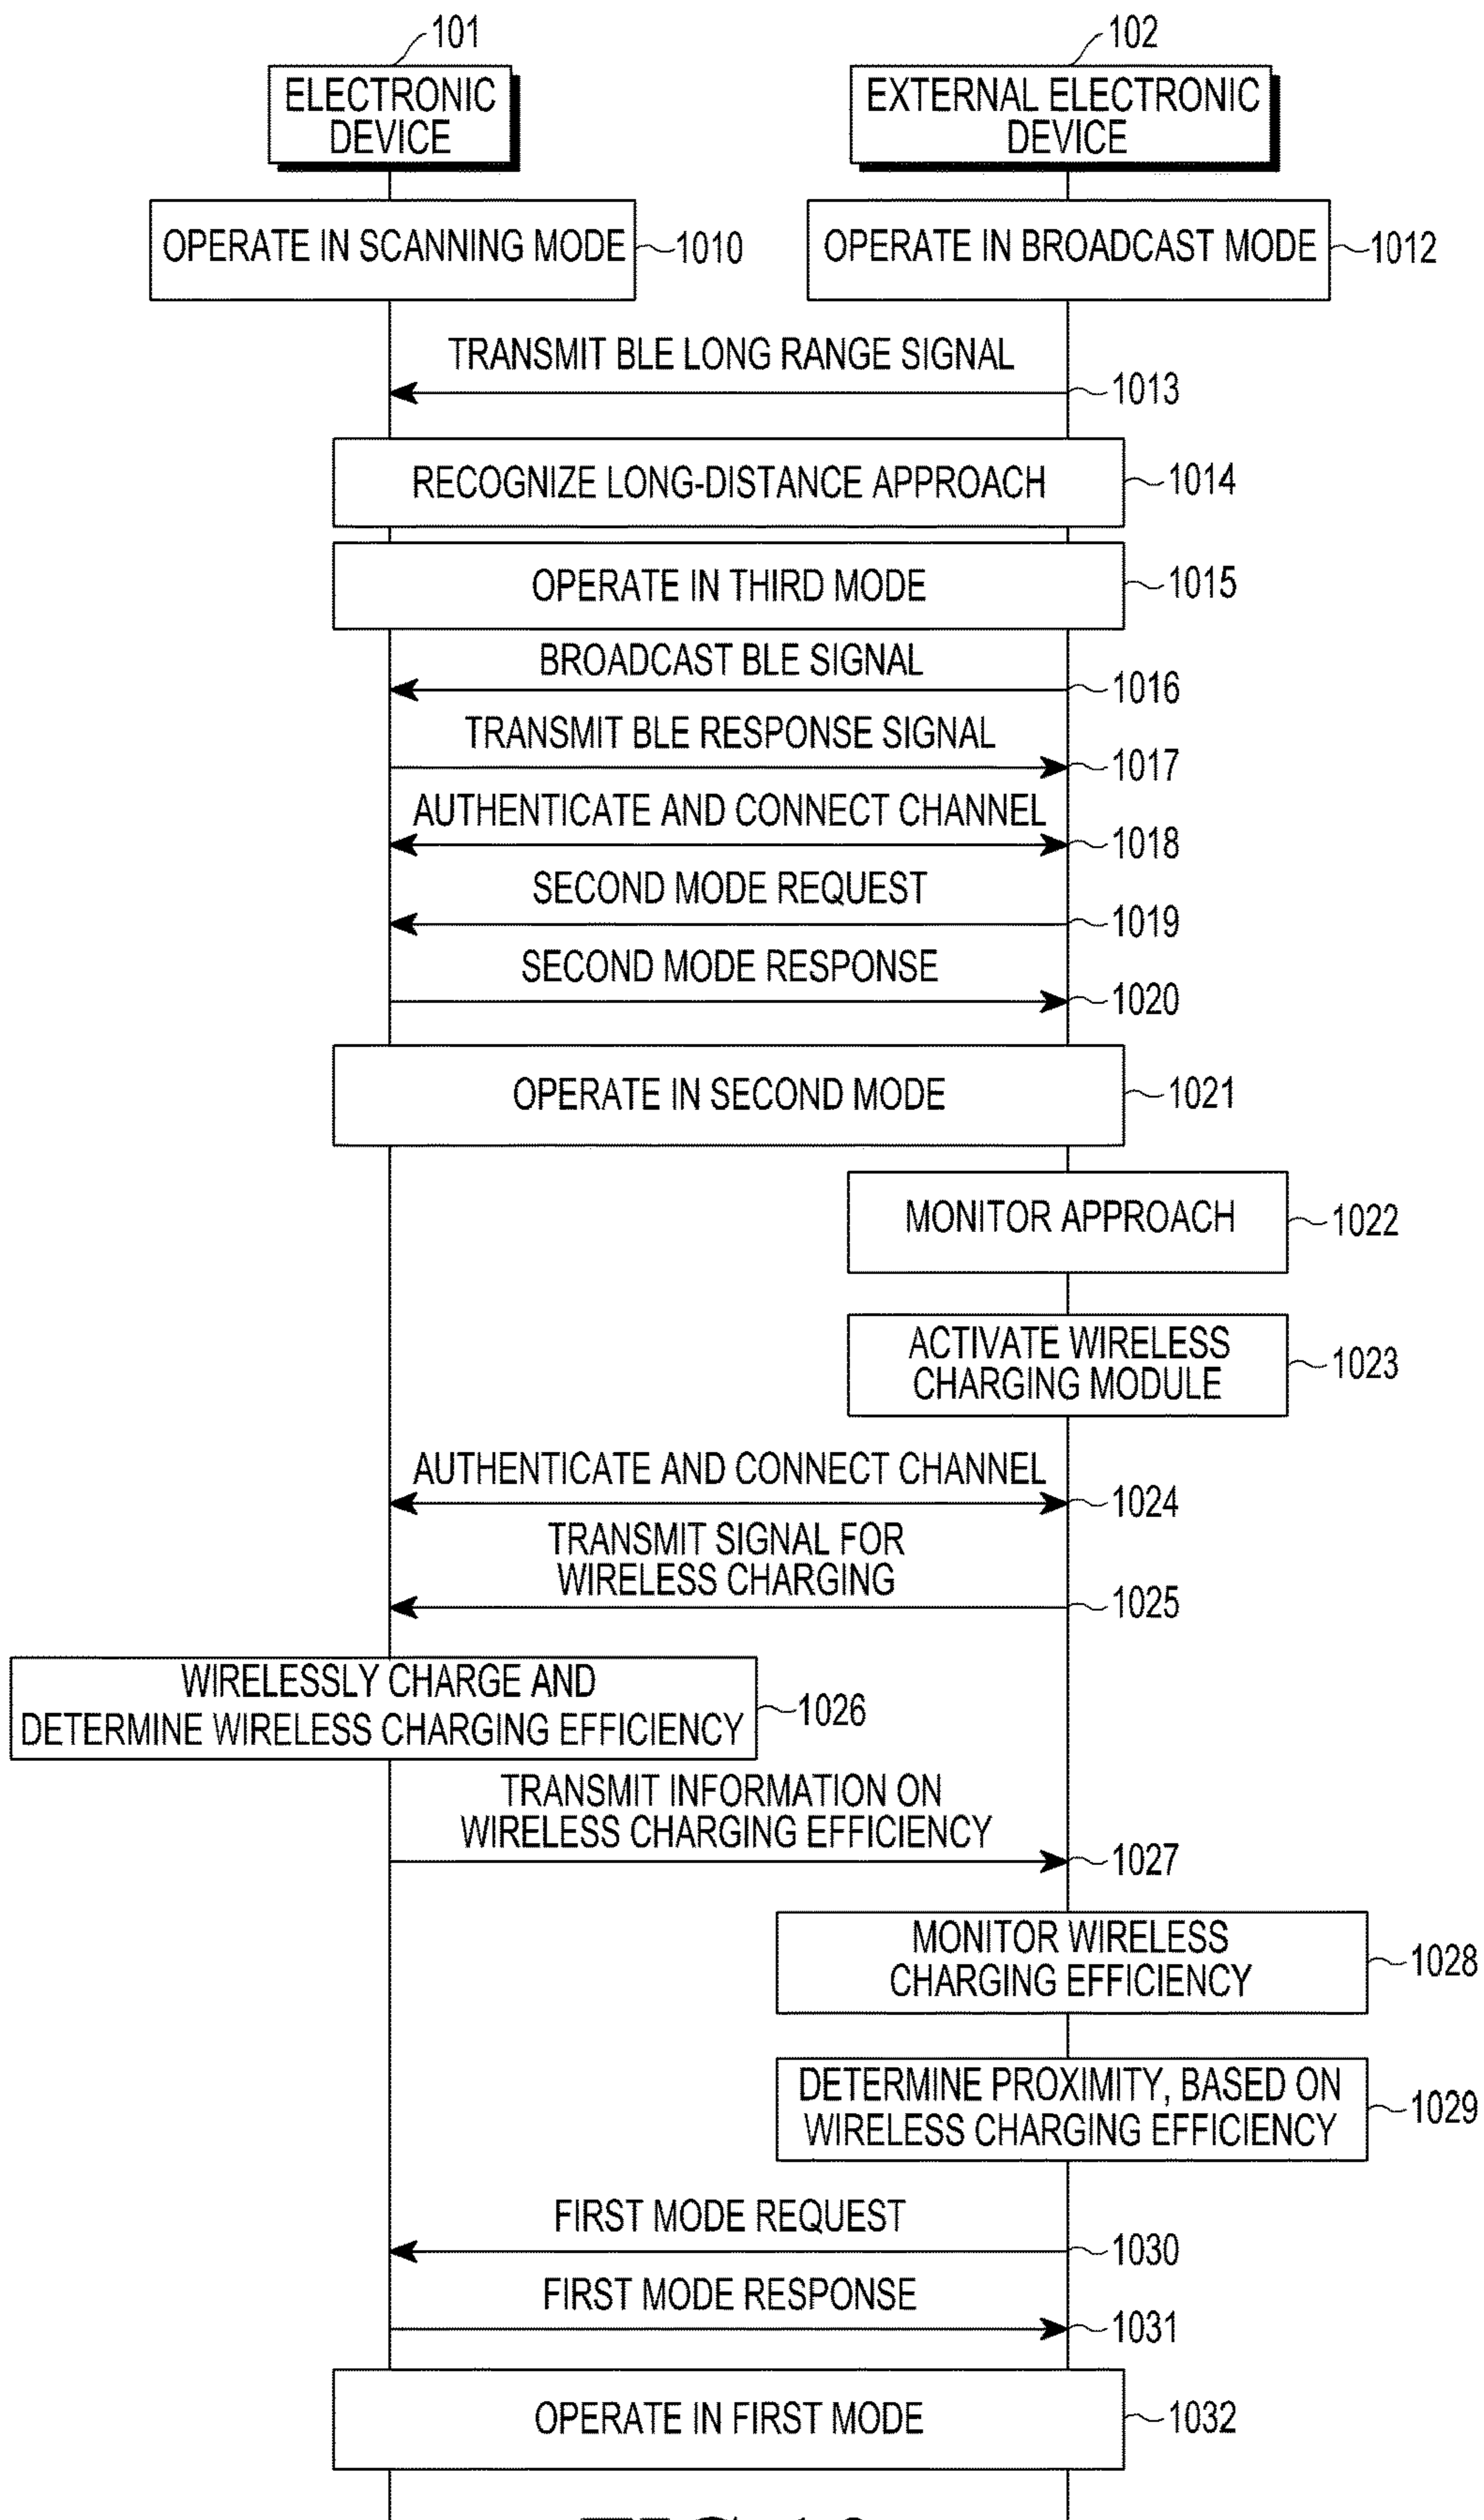 101
102
ELECTRONIC
DEVICE
EXTERNAL ELECTRONIC
DEVICE
OPERATE IN SCANNING MODE
1010
OPERATE IN BROADCAST MODE
1012
TRANSMIT BLE LONG RANGE SIGNAL
1013
RECOGNIZE LONG-DISTANCE APPROACH
1014
OPERATE IN THIRD MODE
1015
BROADCAST BLE SIGNAL
1016
TRANSMIT BLE RESPONSE SIGNAL
1017
AUTHENTICATE AND CONNECT CHANNEL
1018
SECOND MODE REQUEST
1019
SECOND MODE RESPONSE
1020
OPERATE IN SECOND MODE
1021
MONITOR APPROACH
1022
ACTIVATE WIRELESS
CHARGING MODULE
1023
AUTHENTICATE AND CONNECT CHANNEL
1024
TRANSMIT SIGNAL FOR
WIRELESS CHARGING
1025
WIRELESSLY CHARGE AND
DETERMINE WIRELESS CHARGING EFFICIENCY
1026
TRANSMIT INFORMATION ON
WIRELESS CHARGING EFFICIENCY
1027
MONITOR WIRELESS
CHARGING EFFICIENCY
1028
DETERMINE PROXIMITY, BASED ON
WIRELESS CHARGING EFFICIENCY
1029
FIRST MODE REQUEST
1030
FIRST MODE RESPONSE
1031
OPERATE IN FIRST MODE
1032